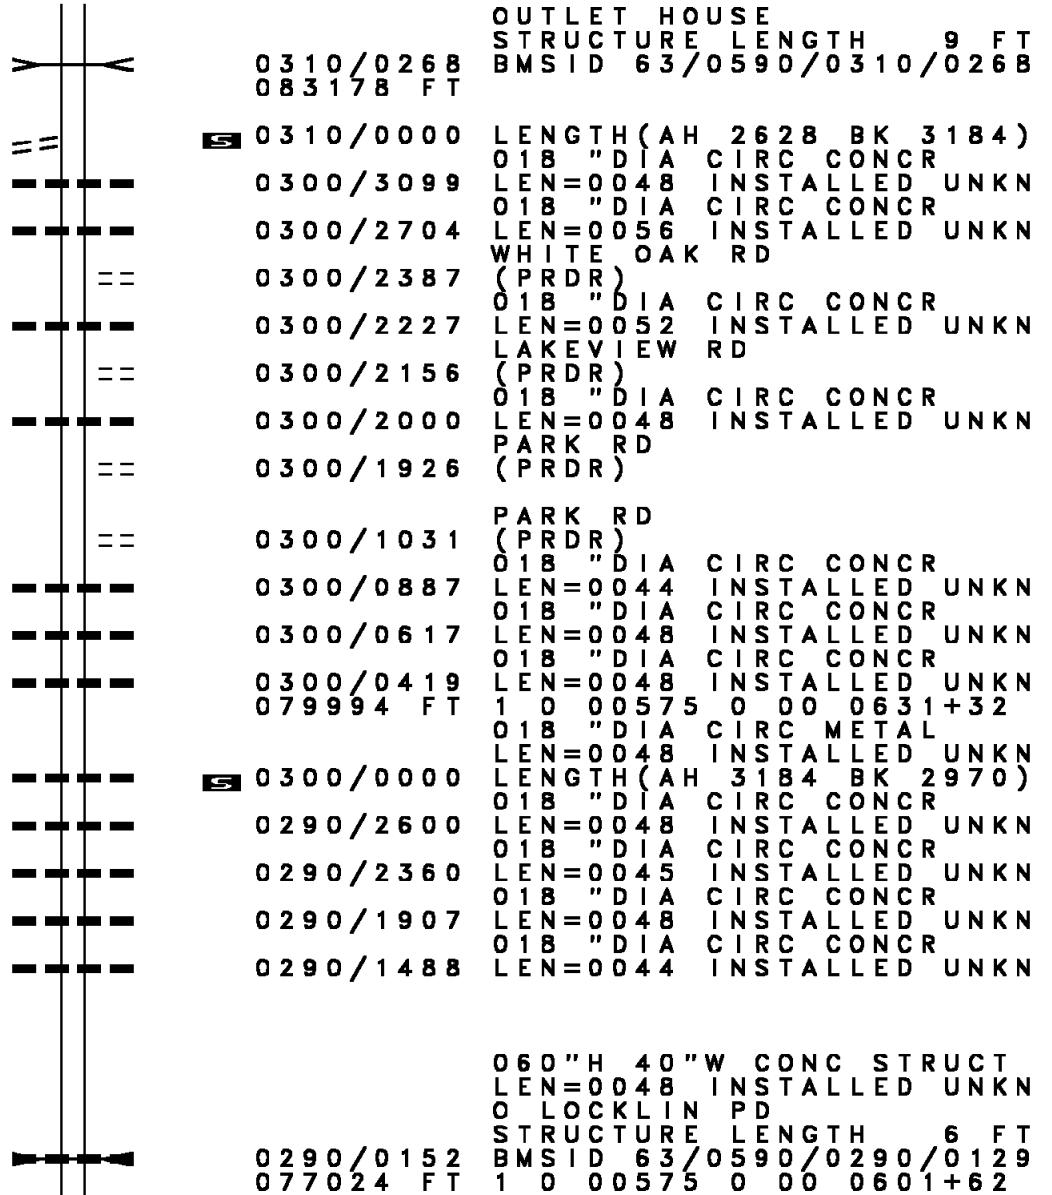 OUTLET HOUSE
STRUCTURE LENGTH 9 FT
0310/0268 BMSID 63/0590/0310/0268
083178 FT
S 0310/0000 LENGTH(AH 2628 BK 3184)
018 "DIA CIRC CONCR
0300/3099 LEN=0048 INSTALLED UNKN
018 "DIA CIRC CONCR
0300/2704 LEN=0056 INSTALLED UNKN
WHITE OAK RD
0300/2387 (PRDR)
018 "DIA CIRC CONCR
0300/2227 LEN=0052 INSTALLED UNKN
LAKEVIEW RD
0300/2156 (PRDR)
018 "DIA CIRC CONCR
0300/2000 LEN=0048 INSTALLED UNKN
PARK RD
0300/1926 (PRDR)
PARK RD
0300/1031 (PRDR)
018 "DIA CIRC CONCR
0300/0887 LEN=0044 INSTALLED UNKN
018 "DIA CIRC CONCR
0300/0617 LEN=0048 INSTALLED UNKN
018 "DIA CIRC CONCR
0300/0419 LEN=0048 INSTALLED UNKN
079994 FT 1 0 00575 0 00 0631+32
018 "DIA CIRC METAL
LEN=0048 INSTALLED UNKN
S 0300/0000 LENGTH(AH 3184 BK 2970)
018 "DIA CIRC CONCR
0290/2600 LEN=0048 INSTALLED UNKN
018 "DIA CIRC CONCR
0290/2360 LEN=0045 INSTALLED UNKN
018 "DIA CIRC CONCR
0290/1907 LEN=0048 INSTALLED UNKN
018 "DIA CIRC CONCR
0290/1488 LEN=0044 INSTALLED UNKN
060"H 40"W CONC STRUCT
LEN=0048 INSTALLED UNKN
O LOCKLIN PD
STRUCTURE LENGTH 6 FT
0290/0152 BMSID 63/0590/0290/0129
077024 FT 1 0 00575 0 00 0601+62